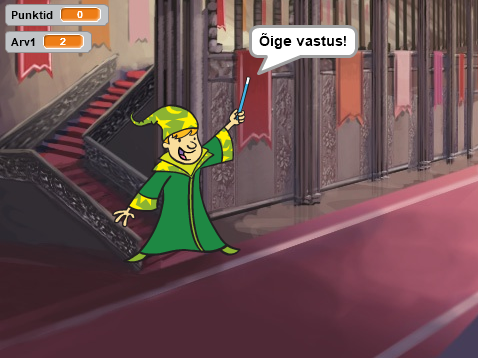 Punktid 0
Arv1 2
Õige vastus!